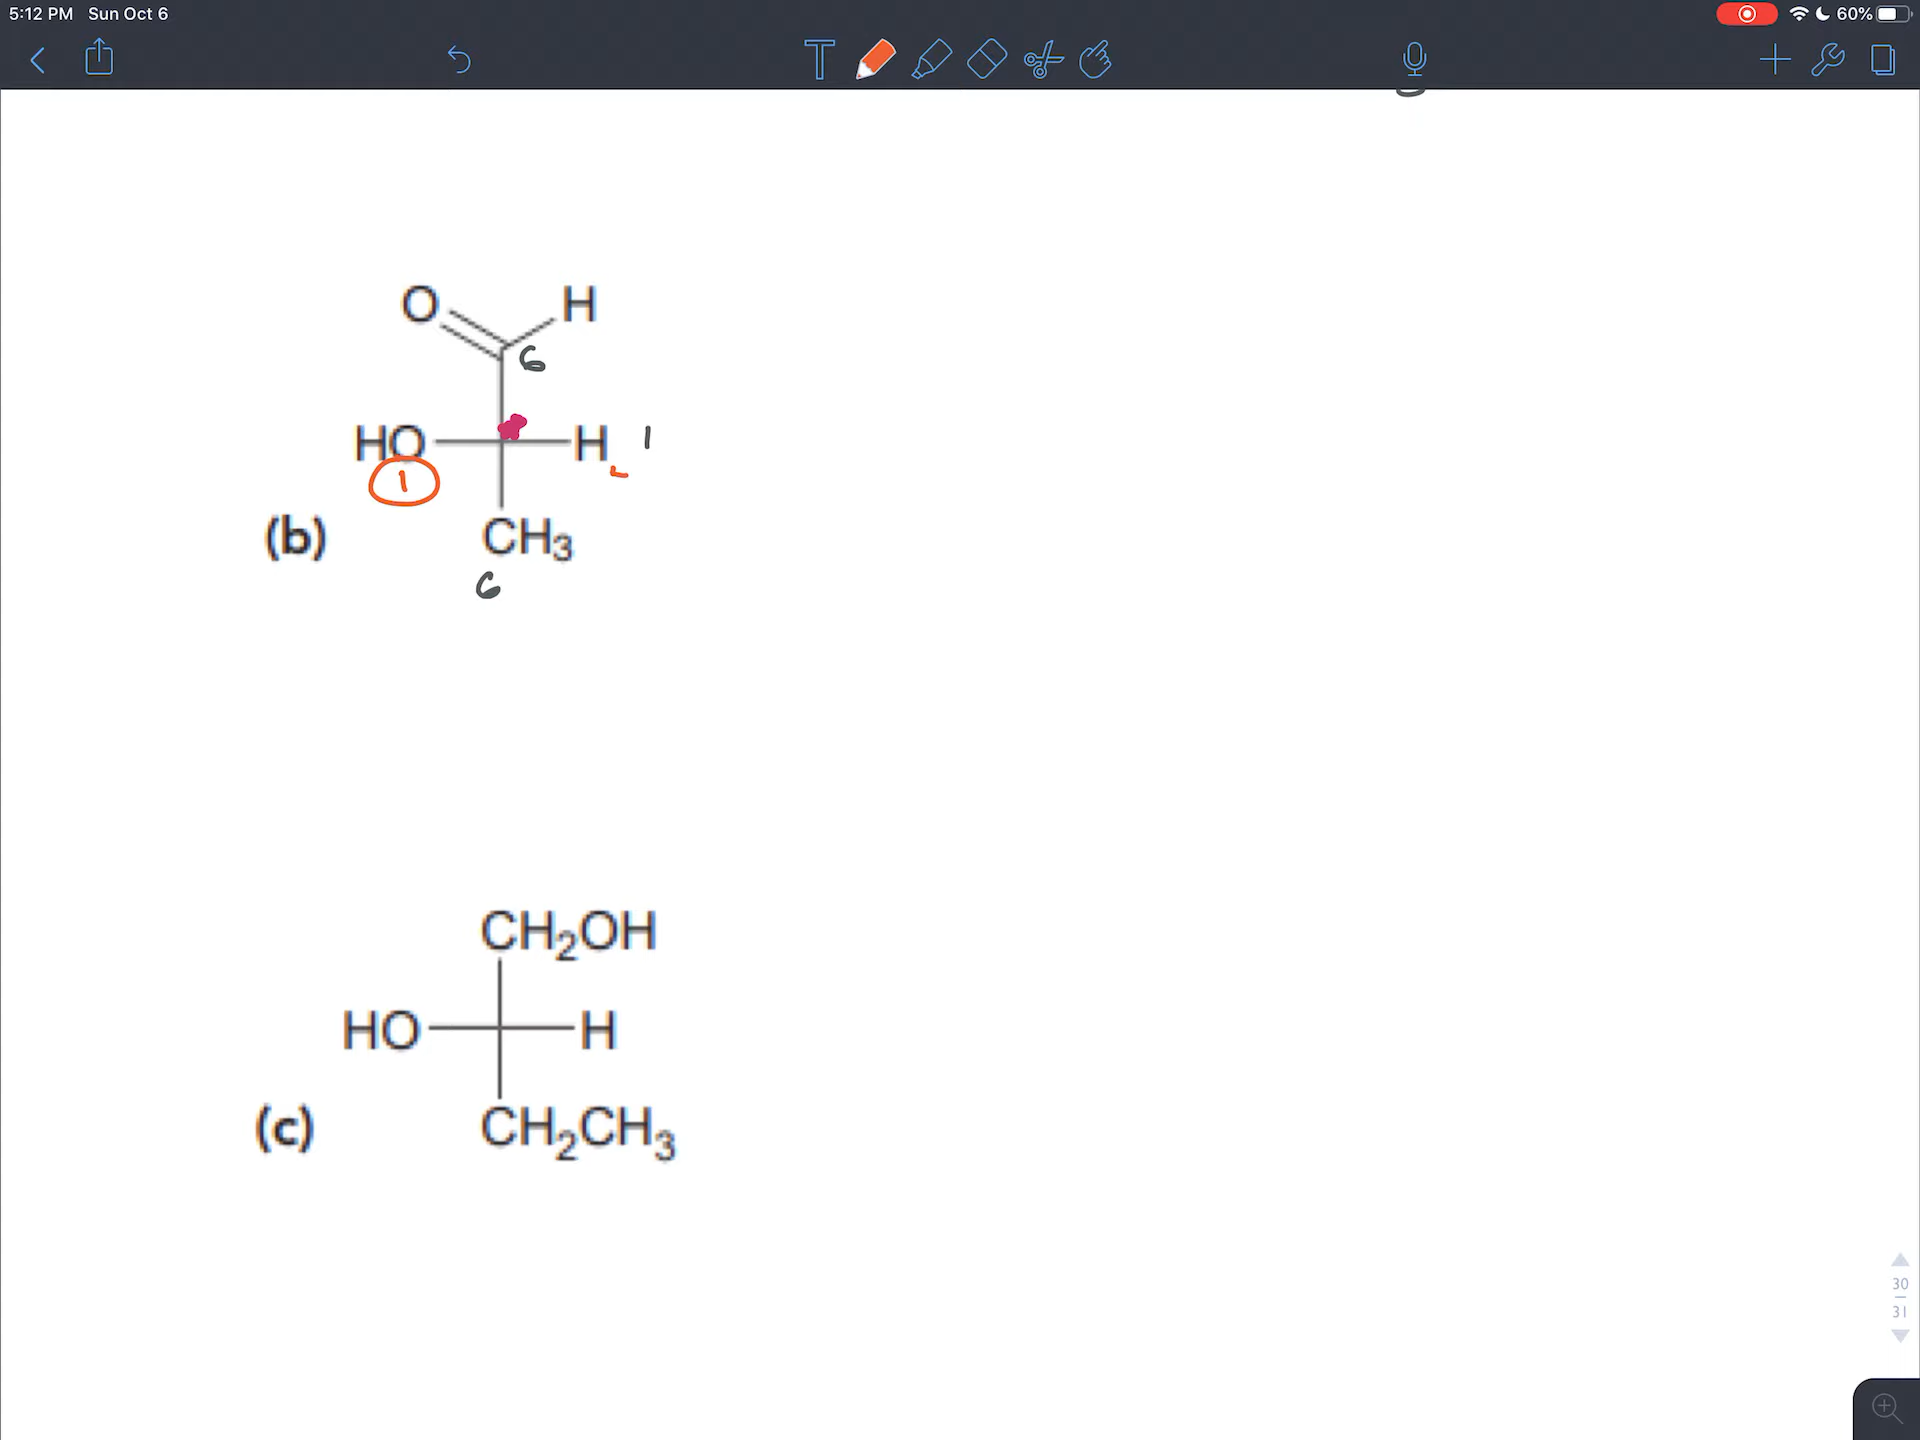 5:12 PM Sun Oct 6 60%
T
O H
6
HO H 1
1
(b) CH3
6
CH2OH
HO H
(c) CH2CH3
30
31